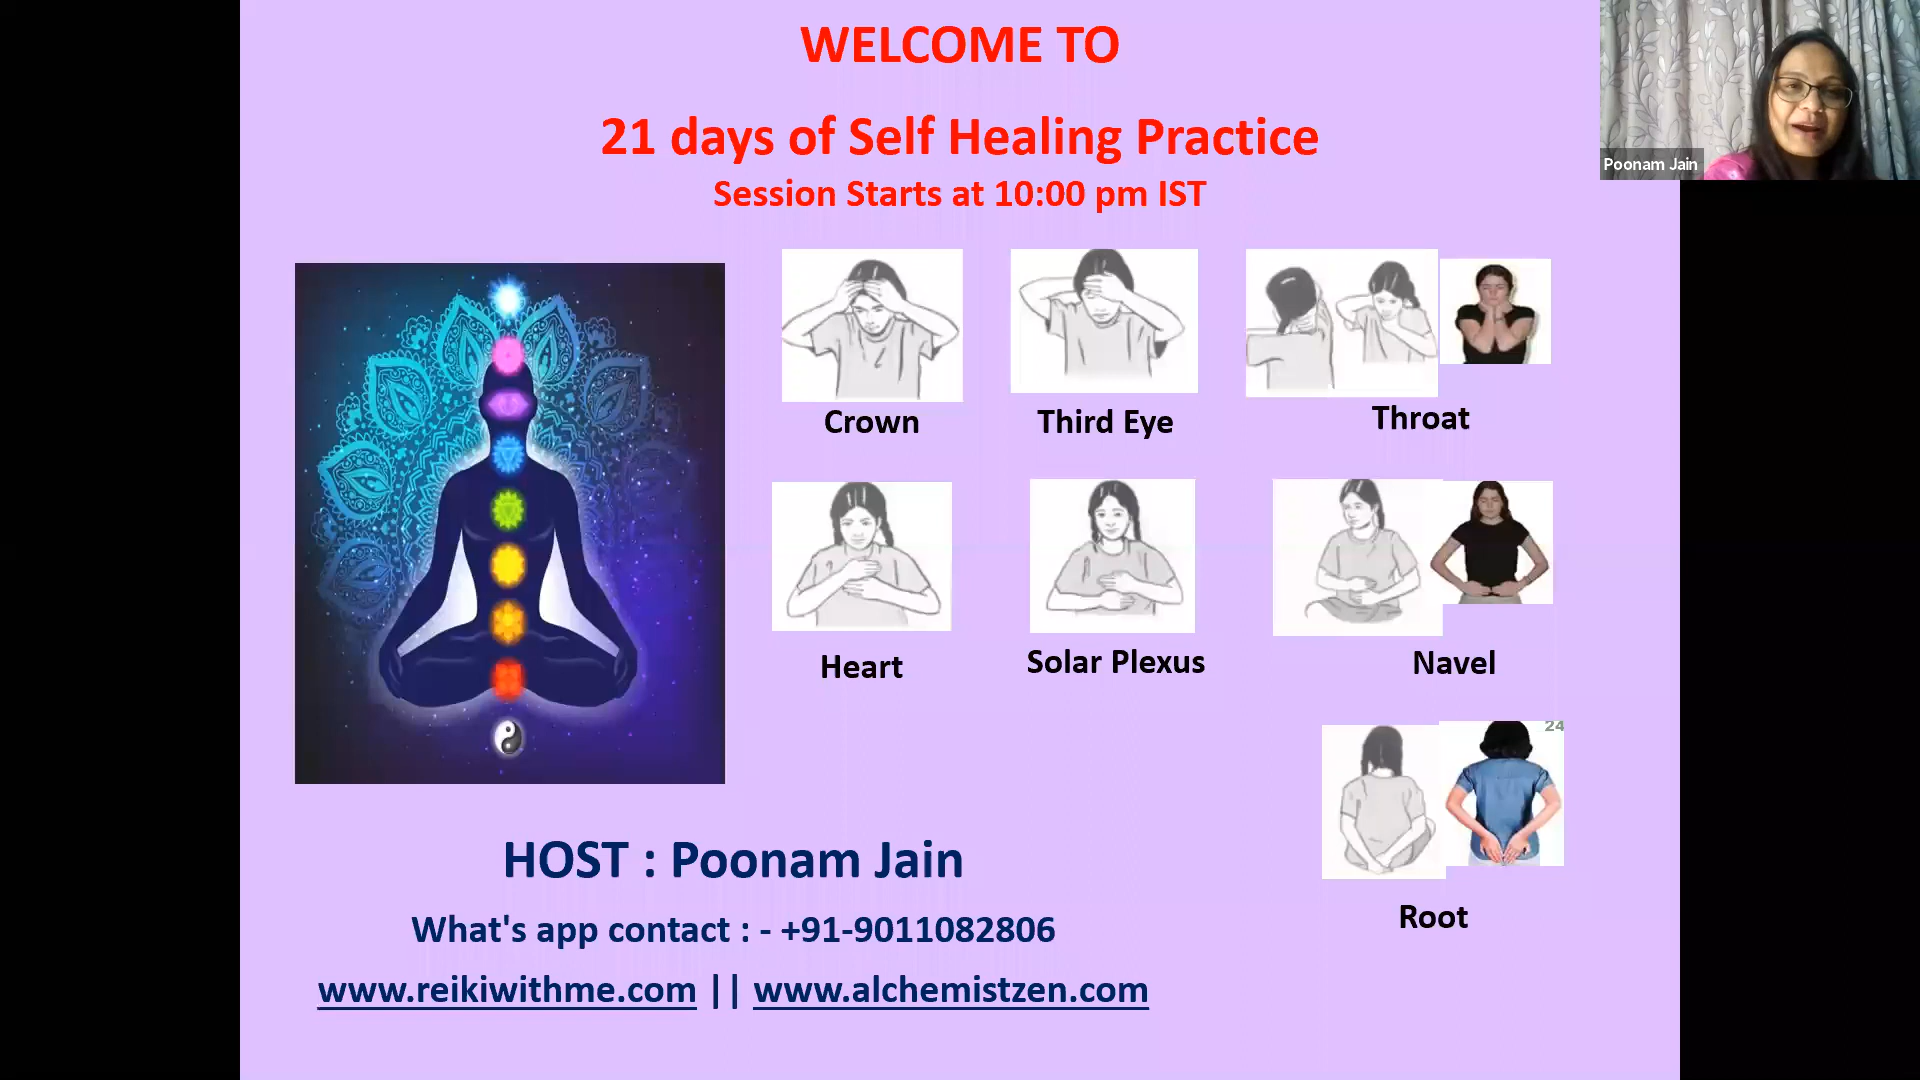 WELCOME TO
21 days of Self Healing Practice
Session Starts at 10:00 pm IST
Poonam Jain
Crown
Third Eye
Throat
Heart
Solar Plexus
Navel
24
Root
HOST : Poonam Jain
What's app contact : - +91-9011082806
www.reikiwithme.com || www.alchemistzen.com